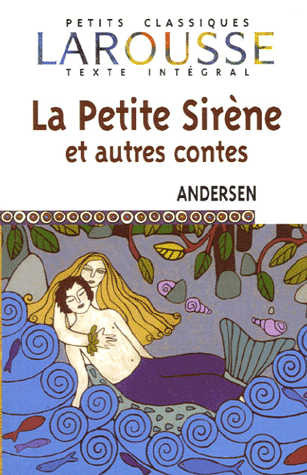 PETITS CLASSIQUES
LAROUSSE
TEXTE INTÉGRAL
La Petite Sirène
et autres contes
ANDERSEN